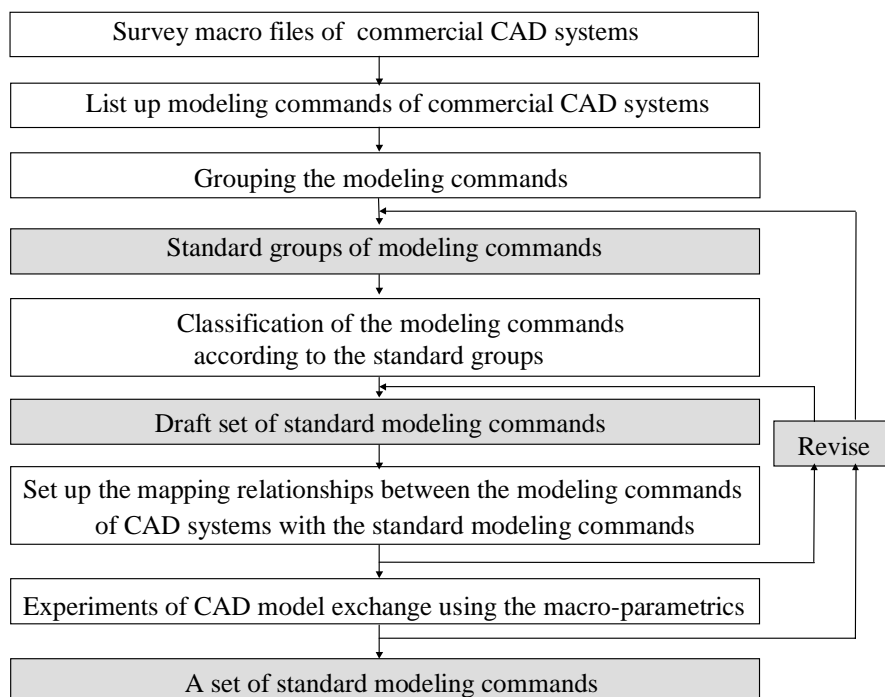 Survey macro files of commercial CAD systems
List up modeling commands of commercial CAD systems
Grouping the modeling commands
Standard groups of modeling commands
Classification of the modeling commands
according to the standard groups
Draft set of standard modeling commands
Revise
Set up the mapping relationships between the modeling commands
of CAD systems with the standard modeling commands
Experiments of CAD model exchange using the macro-parametrics
A set of standard modeling commands